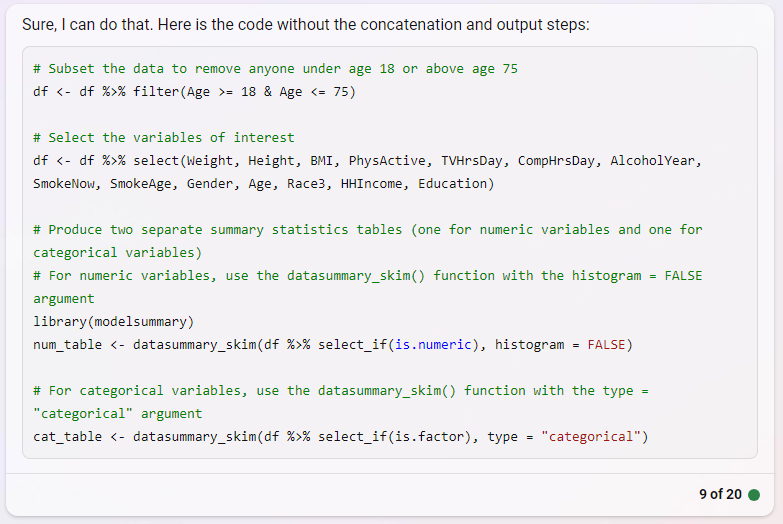 Sure, I can do that. Here is the code without the concatenation and output steps:
# Subset the data to remove anyone under age 18 or above age 75
df <- df %>% filter(Age >= 18 & Age <= 75)
# Select the variables of interest
df <- df %>% select(Weight, Height, BMI, PhysActive, TVHrsDay, CompHrsDay, AlcoholYear,
SmokeNow, SmokeAge, Gender, Age, Race3, HHIncome, Education)
# Produce two separate summary statistics tables (one for numeric variables and one for
categorical variables)
# For numeric variables, use the datasummary_skim() function with the histogram = FALSE
argument
library(modelsummary)
num_table <- datasummary_skim(df %>% select_if(is.numeric), histogram = FALSE)
# For categorical variables, use the datasummary_skim() function with the type =
"categorical" argument
cat_table <- datasummary_skim(df %>% select_if(is.factor), type = "categorical")
9 of 20